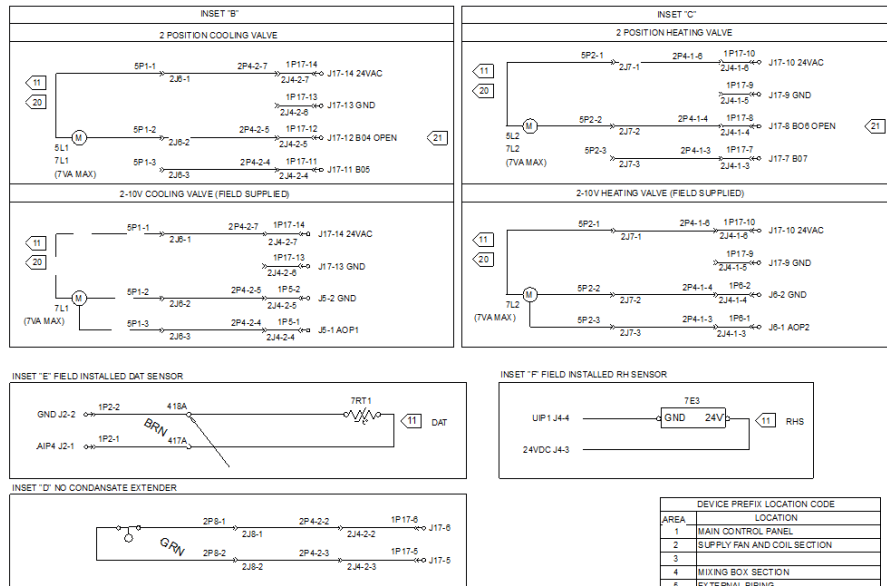 INSET "B"
2 POSITION COOLING VALVE
5P1-1 2J6-1 2P4-2-7 1P17-14 2J4-2-7 J17-14 24VAC
11
20
1P17-13 2J4-2-6 J17-13 GND
M 5P1-2 2J6-2 2P4-2-5 1P17-12 2J4-2-5 J17-12 B04 OPEN 21
5L1
7L1
(7VA MAX)
5P1-3 2J6-3 2P4-2-4 1P17-11 2J4-2-4 J17-11 B05
2-10V COOLING VALVE (FIELD SUPPLIED)
5P1-1 2J6-1 2P4-2-7 1P17-14 2J4-2-7 J17-14 24VAC
11
20
1P17-13 2J4-2-6 J17-13 GND
M 5P1-2 2J6-2 2P4-2-5 1P5-2 2J4-2-5 J5-2 GND
7L1
(7VA MAX)
5P1-3 2J6-3 2P4-2-4 1P5-1 2J4-2-4 J5-1 AOP1
INSET "C"
2 POSITION HEATING VALVE
5P2-1 2J7-1 2P4-1-6 1P17-10 2J4-1-6 J17-10 24VAC
11
20
1P17-9 2J4-1-5 J17-9 GND
M 5P2-2 2J7-2 2P4-1-4 1P17-8 2J4-1-4 J17-8 BO6 OPEN 21
5L2
7L2
(7VA MAX)
5P2-3 2J7-3 2P4-1-3 1P17-7 2J4-1-3 J17-7 B07
2-10V HEATING VALVE (FIELD SUPPLIED)
5P2-1 2J7-1 2P4-1-6 1P17-10 2J4-1-6 J17-10 24VAC
11
20
1P17-9 2J4-1-5 J17-9 GND
M 5P2-2 2J7-2 2P4-1-4 1P6-2 2J4-1-4 J6-2 GND
7L2
(7VA MAX)
5P2-3 2J7-3 2P4-1-3 1P6-1 2J4-1-3 J6-1 AOP2
INSET "E" FIELD INSTALLED DAT SENSOR
GND J2-2 1P2-2 418A 7RT1 11 DAT
BRN
AIP4 J2-1 1P2-1 417A
INSET "F" FIELD INSTALLED RH SENSOR
7E3
UIP1 J4-4 GND 24V 11 RHS
24VDC J4-3
INSET "D" NO CONDANSATE EXTENDER
2P8-1 2J8-1 2P4-2-2 1P17-6 2J4-2-2 J17-6
GRN
2P8-2 2J8-2 2P4-2-3 1P17-5 2J4-2-3 J17-5
DEVICE PREFIX LOCATION CODE
AREA LOCATION
1 MAIN CONTROL PANEL
2 SUPPLY FAN AND COIL SECTION
3
4 MIXING BOX SECTION
5 EXTERNAL PIPING